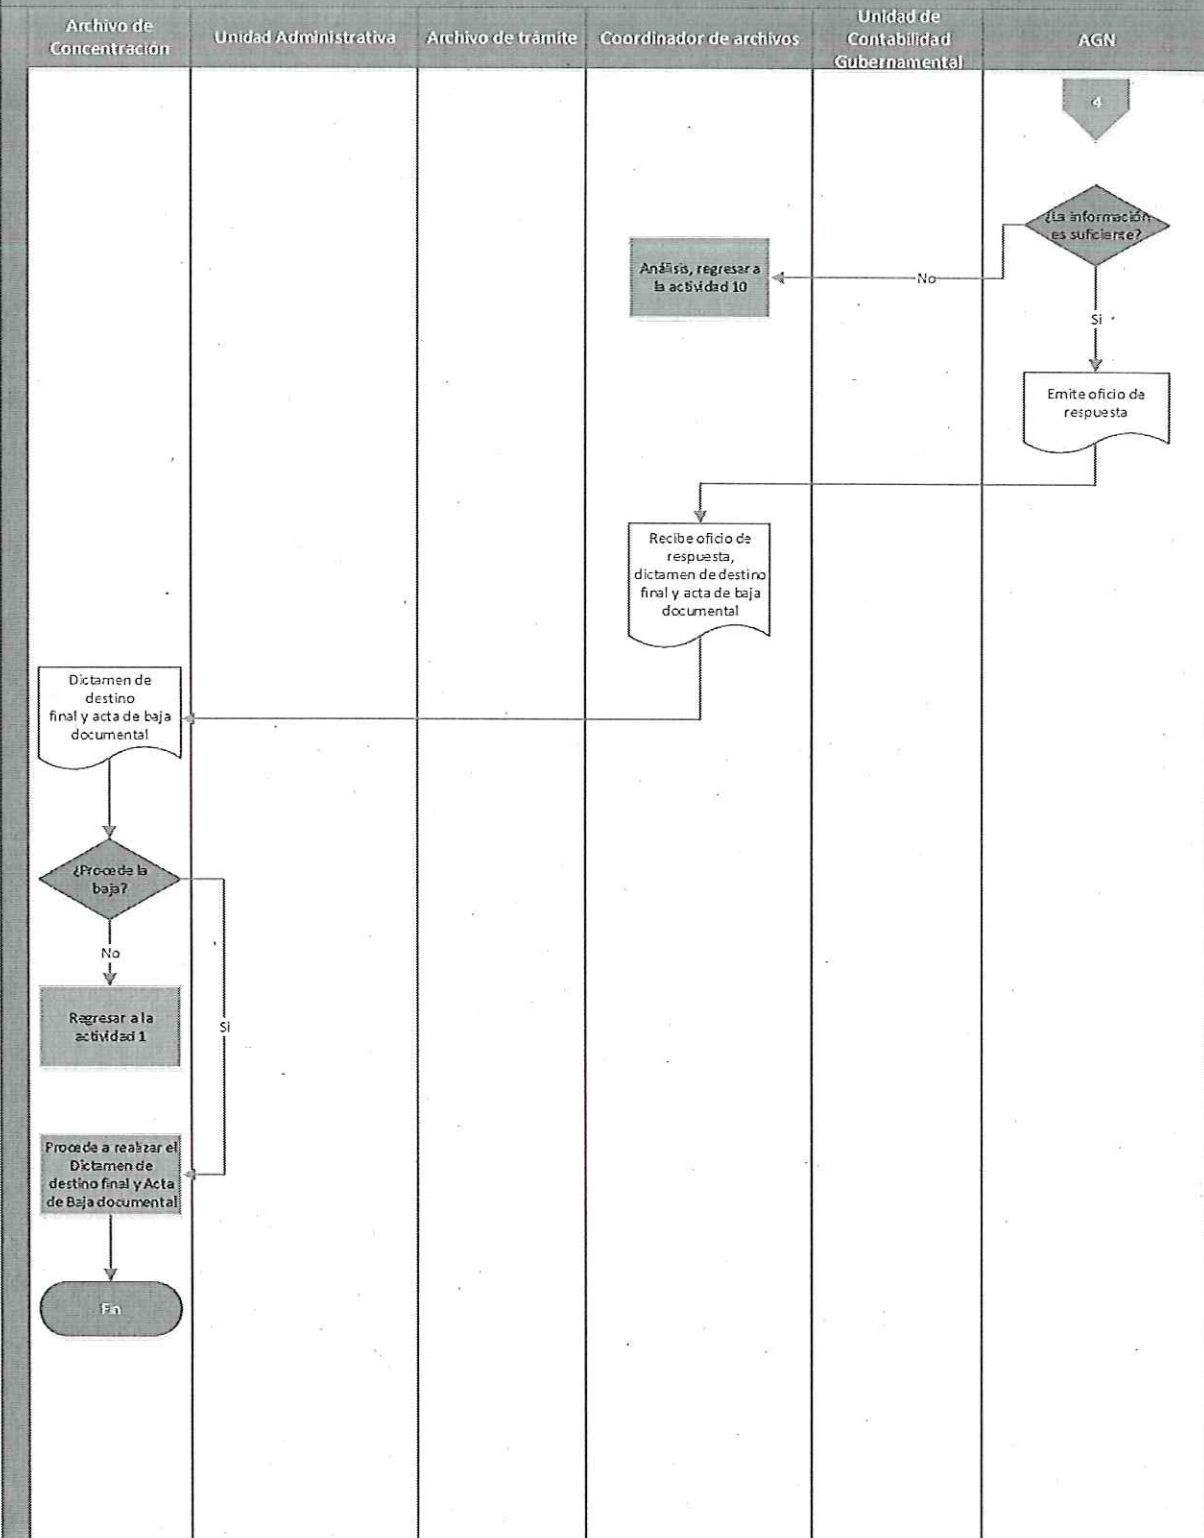 Archivo de
Concentración
Unidad Administrativa
Archivo de trámite
Coordinador de archivos
Unidad de
Contabilidad
Gubernamental
AGN
4
¿La información
es suficiente?
No
Análisis, regresar a
la actividad 10
Si
Emite oficio de
respuesta
Recibe oficio de
respuesta,
dictamen de destino
final y acta de baja
documental
Dictamen de
destino
final y acta de baja
documental
¿Procede la
baja?
No
Regresar a la
actividad 1
Si
Procede a realizar el
Dictamen de
destino final y Acta
de Baja documental
Fin